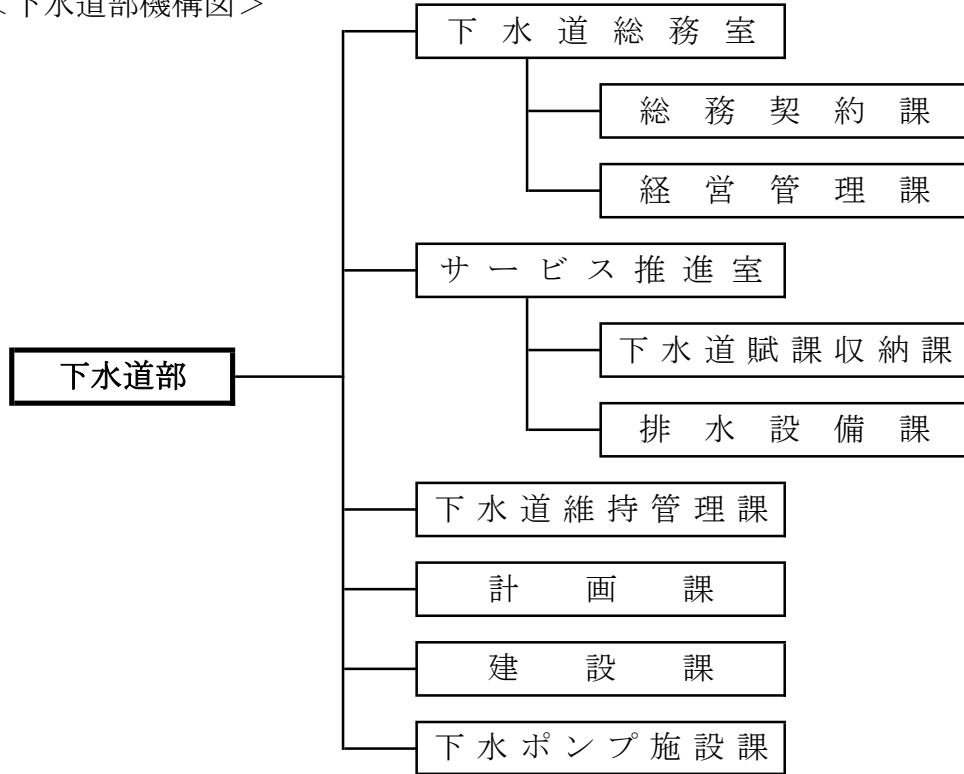 <下水道部機構図>
下水道総務室
総務契約課
経営管理課
サービス推進室
下水道賦課収納課
下水道部
排水設備課
下水道維持管理課
計画課
建設課
下水ポンプ施設課